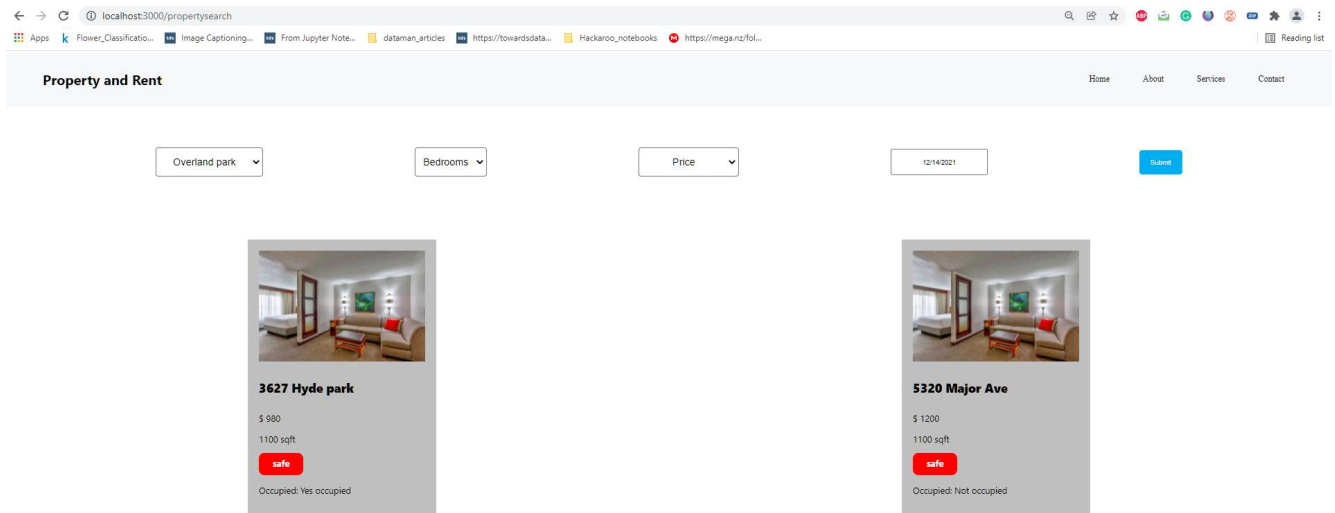 localhost:3000/propertysearch
Apps Flower_Classificatio... Image Captioning... From Jupyter Note... dataman_articles https://towardsdata... Hackaroo_notebooks https://mega.nz/fol... Reading list
Property and Rent Home About Services Contact
Overland park Bedrooms Price 12/14/2021 Submit
3627 Hyde park
$ 980
1100 sqft
safe
Occupied: Yes occupied
5320 Major Ave
$ 1200
1100 sqft
safe
Occupied: Not occupied